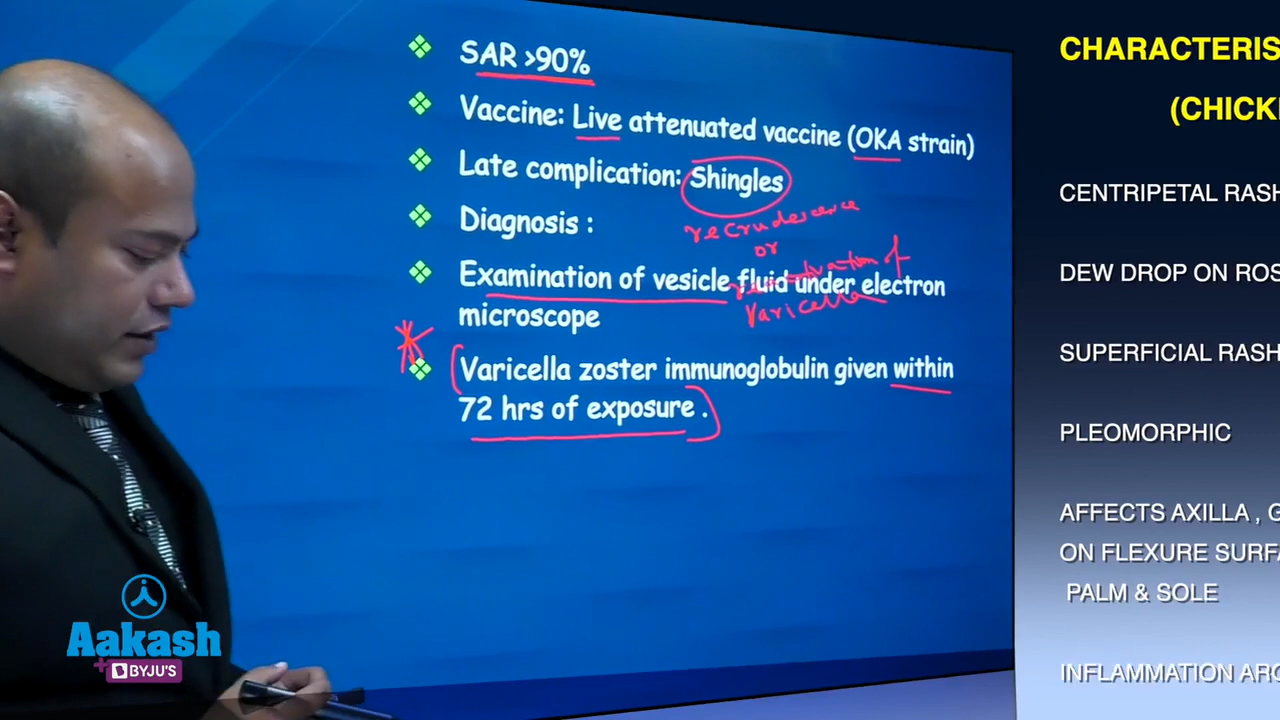 SAR >90%
Vaccine: Live attenuated vaccine (OKA strain)
Late complication: Shingles
recrudescence
or
Diagnosis :
Examination of vesicle fluid under electron
microscope
of
Varicella
Varicella zoster immunoglobulin given within
72 hrs of exposure .
CHARACTERIS
(CHICK
CENTRIPETAL RASH
DEW DROP ON ROS
SUPERFICIAL RASH
PLEOMORPHIC
AFFECTS AXILLA , G
ON FLEXURE SURFA
PALM & SOLE
INFLAMMATION ARO
Aakash
+ BYJU'S